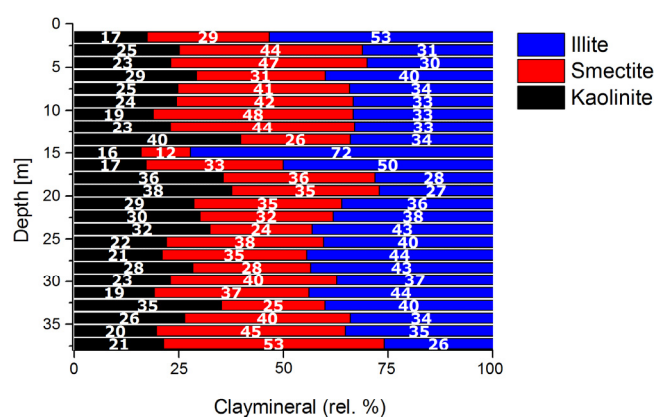 0
17 29 53
25 44 31
5
23 47 30
29 31 40
25 41 34
24 42 33
10
19 48 33
23 44 33
40 26 34
15
16 12 72
17 33 50
36 36 28
20
38 35 27
29 35 36
30 32 38
32 24 43
25
22 38 40
21 35 44
28 28 43
30
23 40 37
19 37 44
35 25 40
26 40 34
35
20 45 35
21 53 26
0 25 50 75 100
Claymineral (rel. %)
Depth [m]
Illite
Smectite
Kaolinite